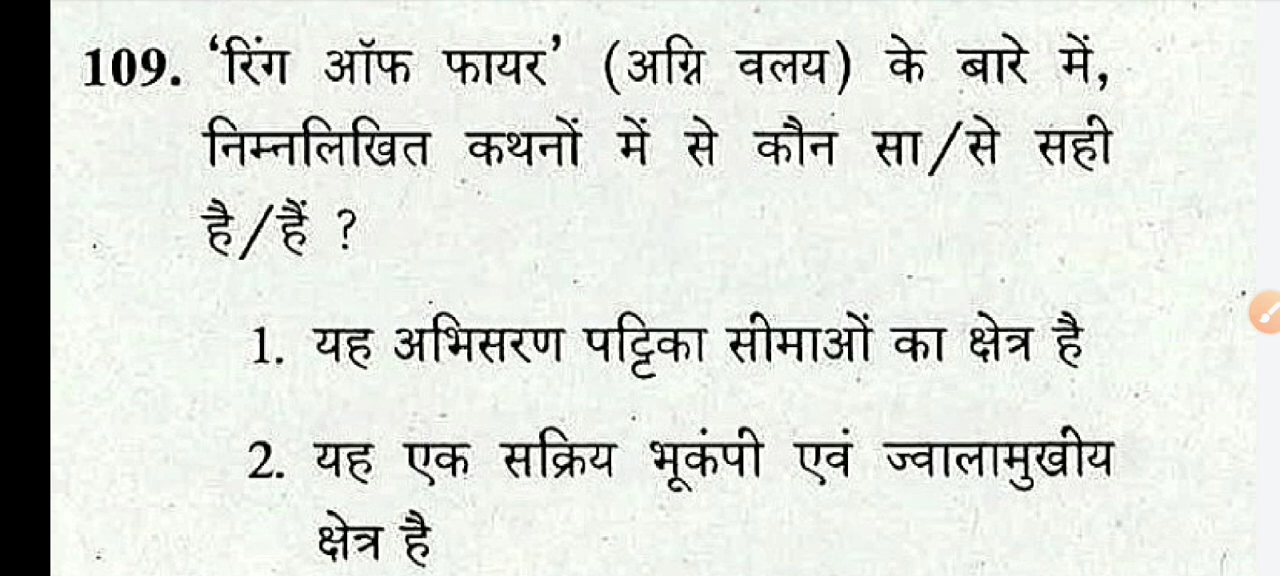 109. 'रिंग ऑफ फायर' (अग्नि वलय) के बारे में,
निम्नलिखित कथनों में से कौन सा/से सही
है/हैं ?
1. यह अभिसरण पट्टिका सीमाओं का क्षेत्र है
2. यह एक सक्रिय भूकंपी एवं ज्वालामुखीय
क्षेत्र है